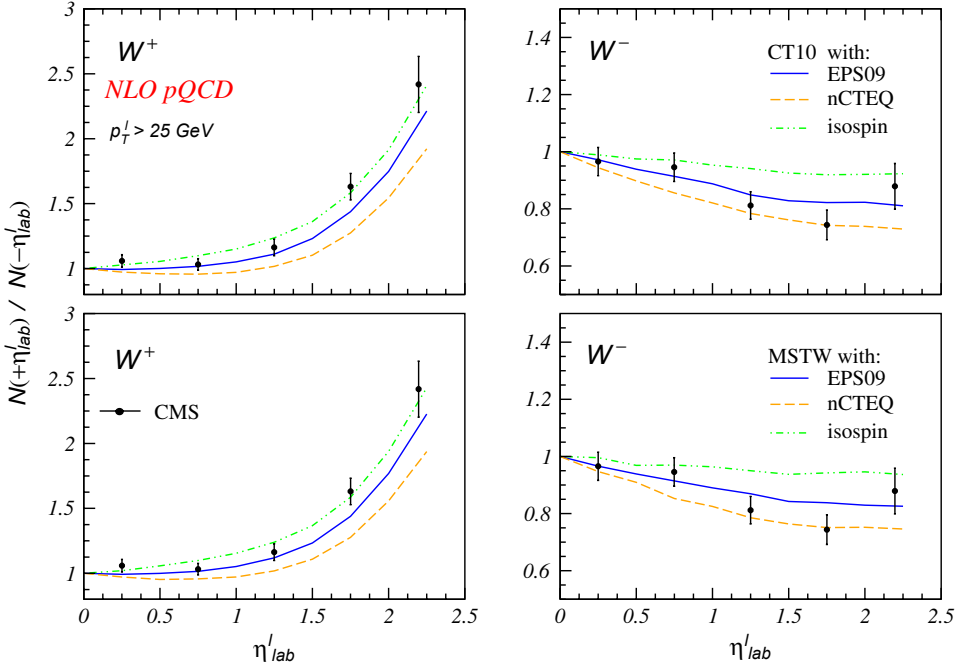 N(+η^l_lab) / N(−η^l_lab)
3
2.5
2
1.5
1
W⁺
NLO pQCD
p_T^l > 25 GeV
1.4
1.2
1
0.8
0.6
W⁻
CT10 with:
EPS09
nCTEQ
isospin
3
2.5
2
1.5
1
W⁺
CMS
0 0.5 1 1.5 2 2.5
η^l_lab
1.4
1.2
1
0.8
0.6
W⁻
MSTW with:
EPS09
nCTEQ
isospin
0 0.5 1 1.5 2 2.5
η^l_lab